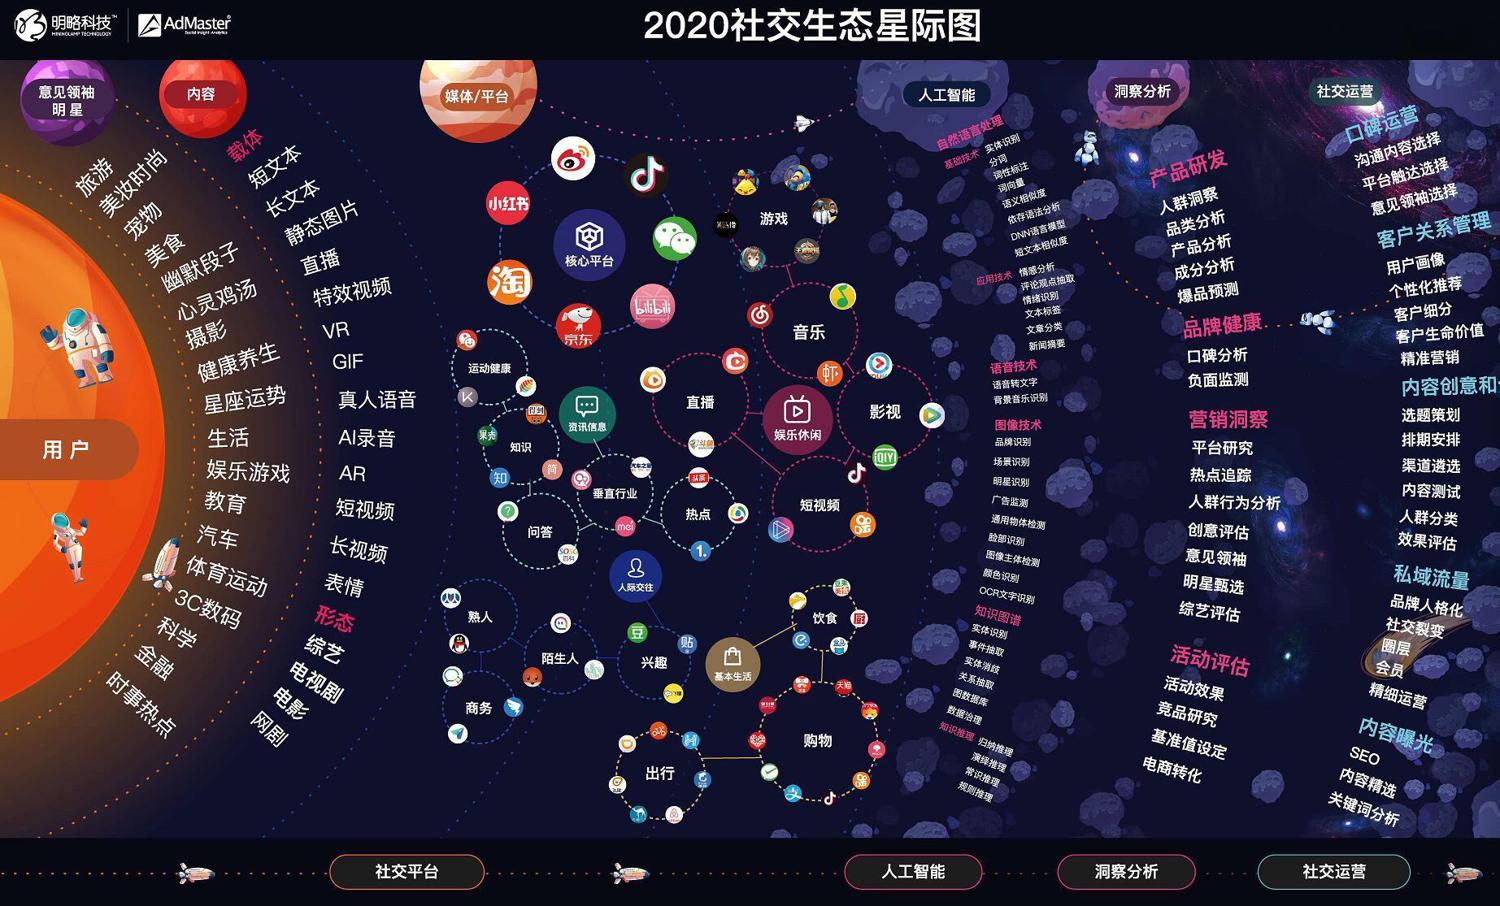 明略科技
MININGLAMP TECHNOLOGY
AdMaster
Social Insight Analytics
2020社交生态星际图
意见领袖
明星
内容
媒体/平台
人工智能
洞察分析
社交运营
用户
旅游
美妆时尚
宠物
美食
幽默段子
心灵鸡汤
摄影
健康养生
星座运势
生活
娱乐游戏
教育
汽车
体育运动
3C数码
科学
金融
时事热点
载体
短文本
长文本
静态图片
直播
特效视频
VR
GIF
真人语音
AI录音
AR
短视频
长视频
表情
形态
综艺
电视剧
电影
网剧
小红书
核心平台
淘
京东
bilibili
游戏
音乐
运动健康
知识
资讯信息
直播
娱乐休闲
影视
iQIYI
果壳
知
简
头条
垂直行业
mei
热点
1.
短视频
问答
人际交往
熟人
陌生人
豆
兴趣
贴
商务
基本生活
饮食
购物
天猫
支
出行
自然语言处理
基础技术
实体识别
分词
词性标注
词向量
语义相似度
依存语法分析
DNN语言模型
短文本相似度
应用技术
情感分析
评论观点抽取
情绪识别
文本标签
文章分类
新闻摘要
语音技术
语音转文字
背景音乐识别
图像技术
品牌识别
场景识别
明星识别
广告监测
通用物体检测
脸部识别
图像主体检测
颜色识别
OCR文字识别
知识图谱
实体识别
事件抽取
实体消歧
关系抽取
图数据库
数据治理
知识推理
归纳推理
演绎推理
常识推理
规则推理
产品研发
人群洞察
品类分析
产品分析
成分分析
爆品预测
品牌健康
口碑分析
负面监测
营销洞察
平台研究
热点追踪
人群行为分析
创意评估
意见领袖
明星甄选
综艺评估
活动评估
活动效果
竞品研究
基准值设定
电商转化
口碑运营
沟通内容选择
平台触达选择
意见领袖选择
客户关系管理
用户画像
个性化推荐
客户细分
客户生命价值
精准营销
内容创意和
选题策划
排期安排
渠道遴选
内容测试
人群分类
效果评估
私域流量
品牌人格化
社交裂变
圈层
会员
精细运营
内容曝光
SEO
内容精选
关键词分析
社交平台
人工智能
洞察分析
社交运营